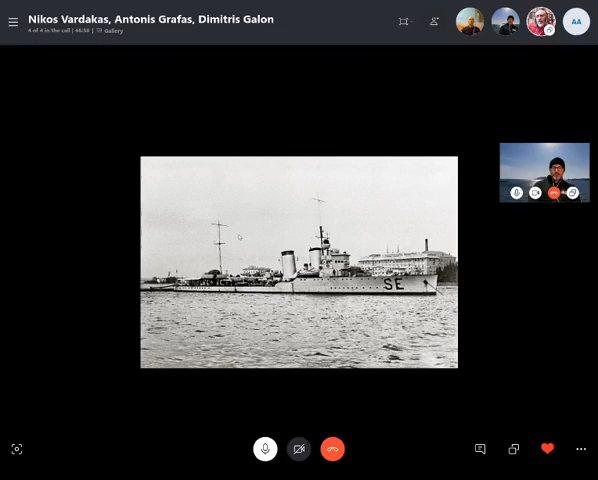 Nikos Vardakas, Antonis Grafas, Dimitris Galon
4 of 4 in the call | 46:58 | Gallery
AA
SE